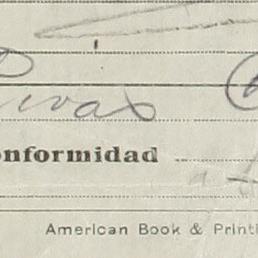 Rivas
onformidad
American Book & Printi